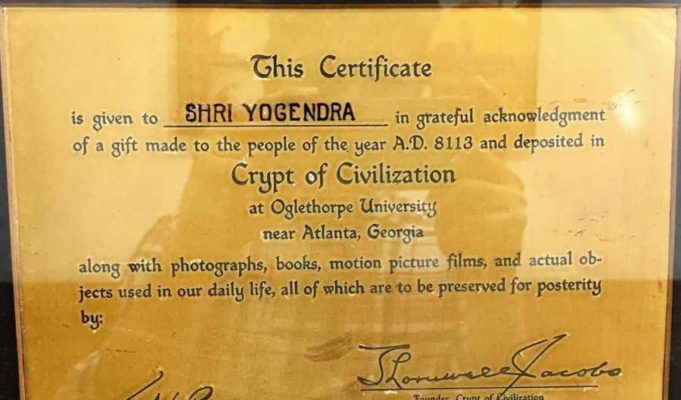 This Certificate
is given to SHRI YOGENDRA in grateful acknowledgment
of a gift made to the people of the year A.D. 8113 and deposited in
Crypt of Civilization
at Oglethorpe University
near Atlanta, Georgia
along with photographs, books, motion picture films, and actual ob-
jects used in our daily life, all of which are to be preserved for posterity
by:
Thornwell Jacobs
Founder, Crypt of Civilization